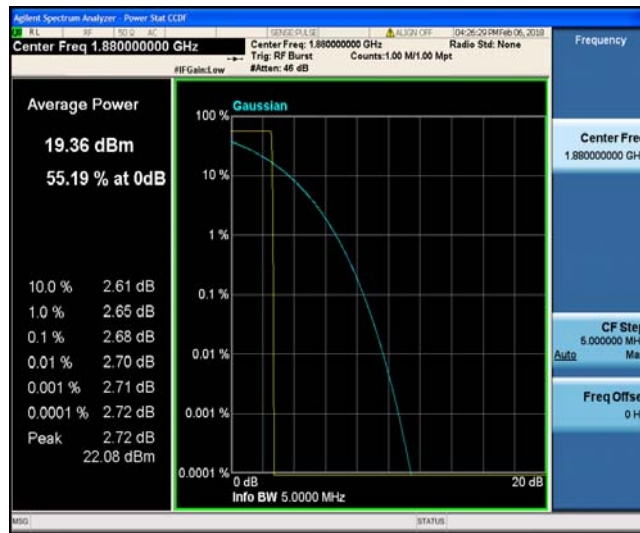 Agilent Spectrum Analyzer - Power Stat CCDF
RL RF 50 Ω AC SENSE:PULSE ALIGN OFF 04:26:29 PM Feb 06, 2018
Center Freq 1.880000000 GHz
Center Freq: 1.880000000 GHz
Radio Std: None
Trig: RF Burst
Counts:1.00 M/1.00 Mpt
#IFGain:Low
#Atten: 46 dB
Frequency
Average Power
19.36 dBm
55.19 % at 0dB
10.0 % 2.61 dB
1.0 % 2.65 dB
0.1 % 2.68 dB
0.01 % 2.70 dB
0.001 % 2.71 dB
0.0001 % 2.72 dB
Peak 2.72 dB
22.08 dBm
Gaussian
100 %
10 %
1 %
0.1 %
0.01 %
0.001 %
0.0001 %
0 dB
20 dB
Info BW 5.0000 MHz
Center Fre
1.880000000 GH
CF Step
5.000000 MH
Auto Ma
Freq Offse
0 H
MSG
STATUS